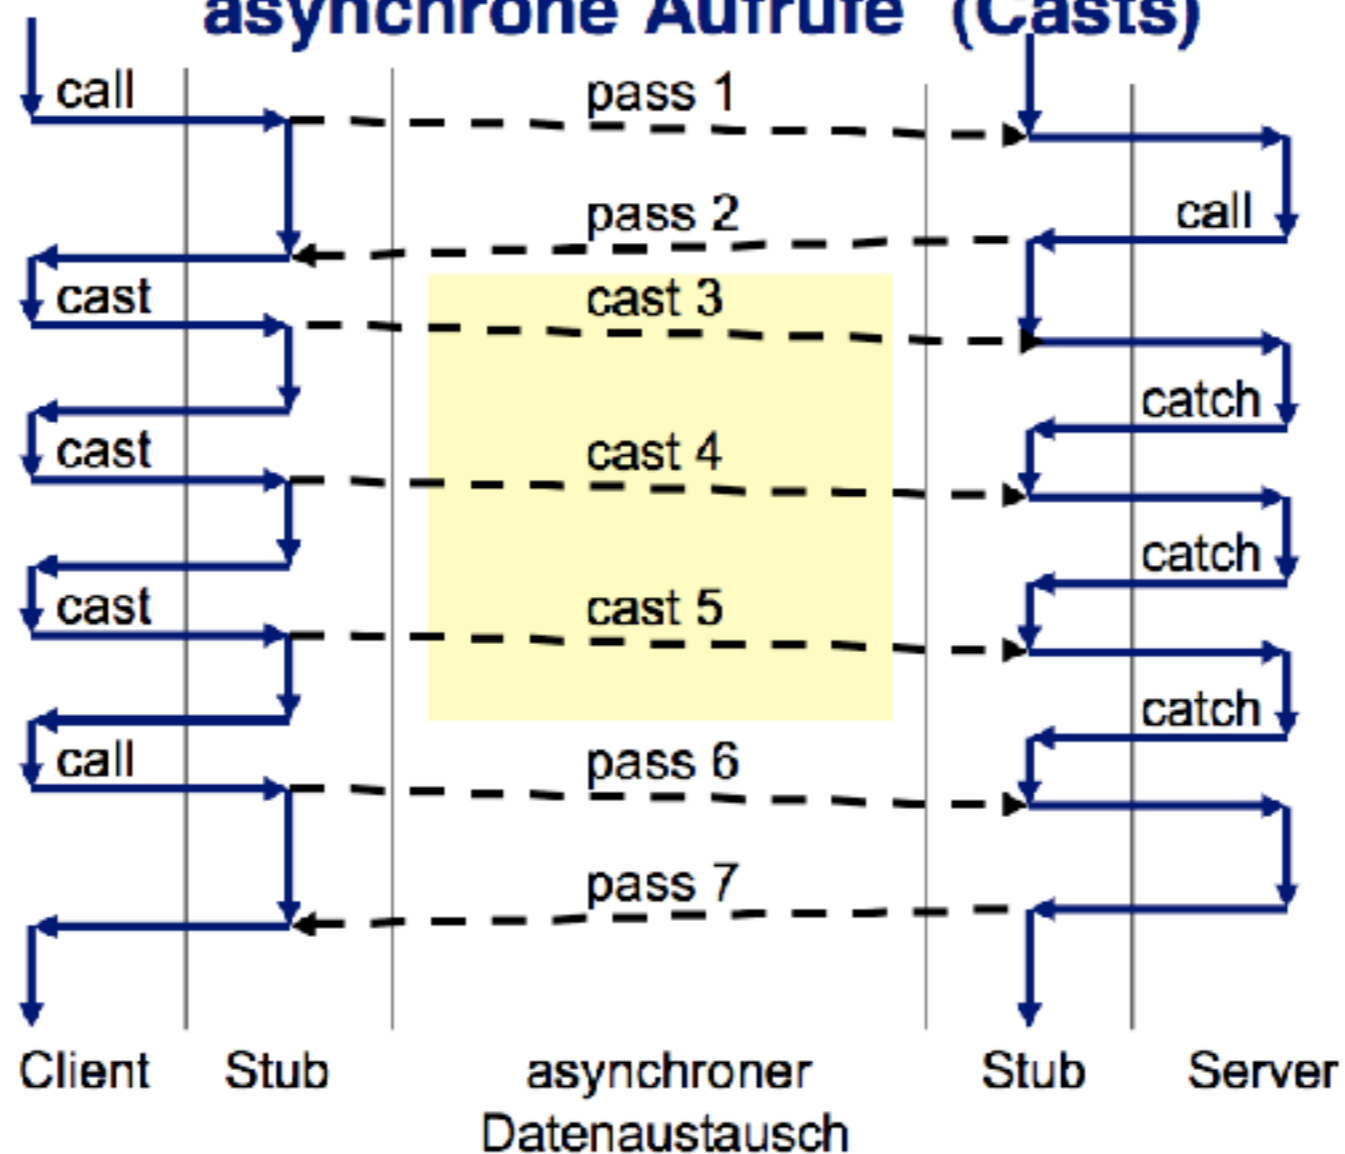 asynchrone Aufrufe (Casts)
call
pass 1
pass 2
call
cast
cast 3
catch
cast
cast 4
catch
cast
cast 5
catch
call
pass 6
pass 7
Client
Stub
asynchroner
Datenaustausch
Stub
Server